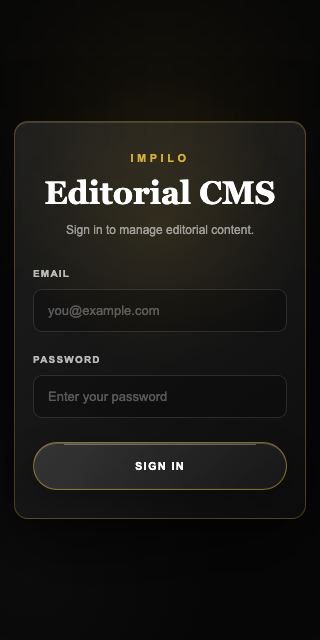 IMPILO
Editorial CMS
Sign in to manage editorial content.
EMAIL
you@example.com
PASSWORD
Enter your password
SIGN IN